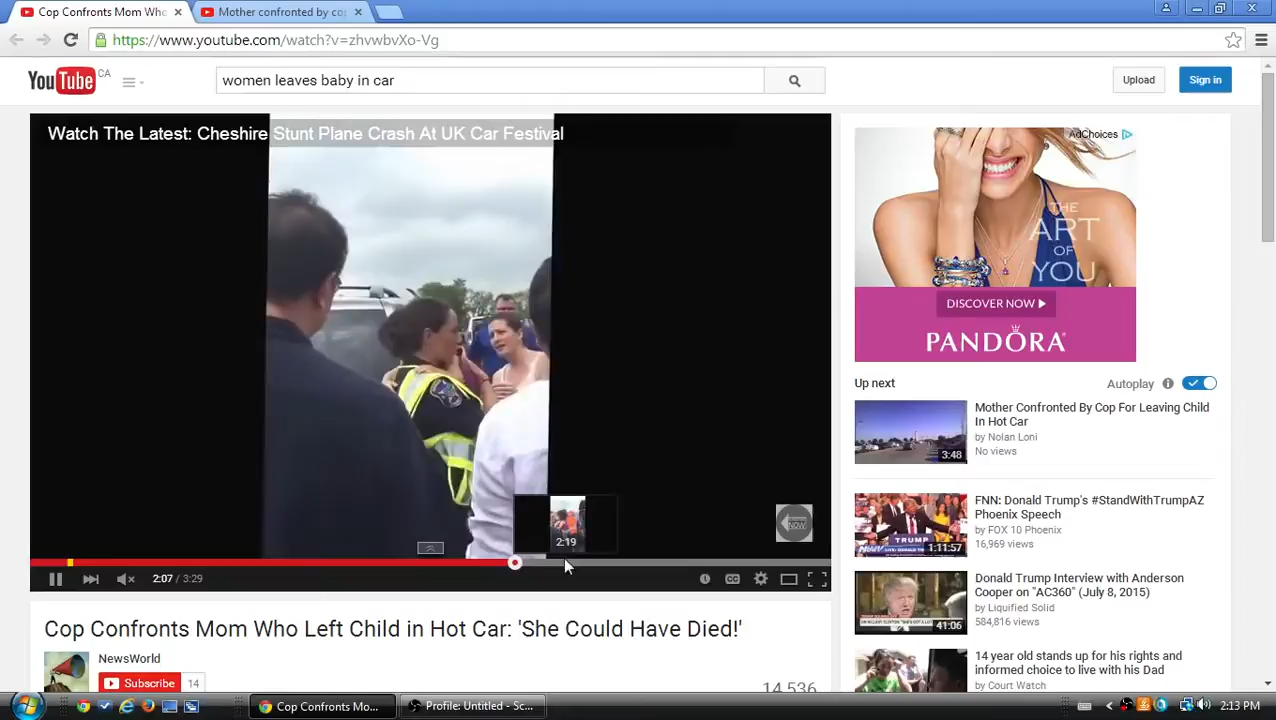 Cop Confronts Mom Who
Mother confronted by cop
https://www.youtube.com/watch?v=zhvwbvXo-Vg
YouTube CA
women leaves baby in car
Upload
Sign in
Watch The Latest: Cheshire Stunt Plane Crash At UK Car Festival
2:19
NOW
2:07 / 3:29
CC
Cop Confronts Mom Who Left Child in Hot Car: 'She Could Have Died!'
NewsWorld
Subscribe 14
14,536
AdChoices
THE
ART
OF
YOU
DISCOVER NOW
PANDORA
Up next
Autoplay
Mother Confronted By Cop For Leaving Child
In Hot Car
by Nolan Loni
No views
3:48
FNN: Donald Trump's #StandWithTrumpAZ
Phoenix Speech
by FOX 10 Phoenix
16,969 views
TRUMP
1:11:57
Donald Trump Interview with Anderson
Cooper on "AC360" (July 8, 2015)
by Liquified Solid
584,816 views
41:06
14 year old stands up for his rights and
informed choice to live with his Dad
by Court Watch
Cop Confronts Mo...
Profile: Untitled - Sc...
2:13 PM